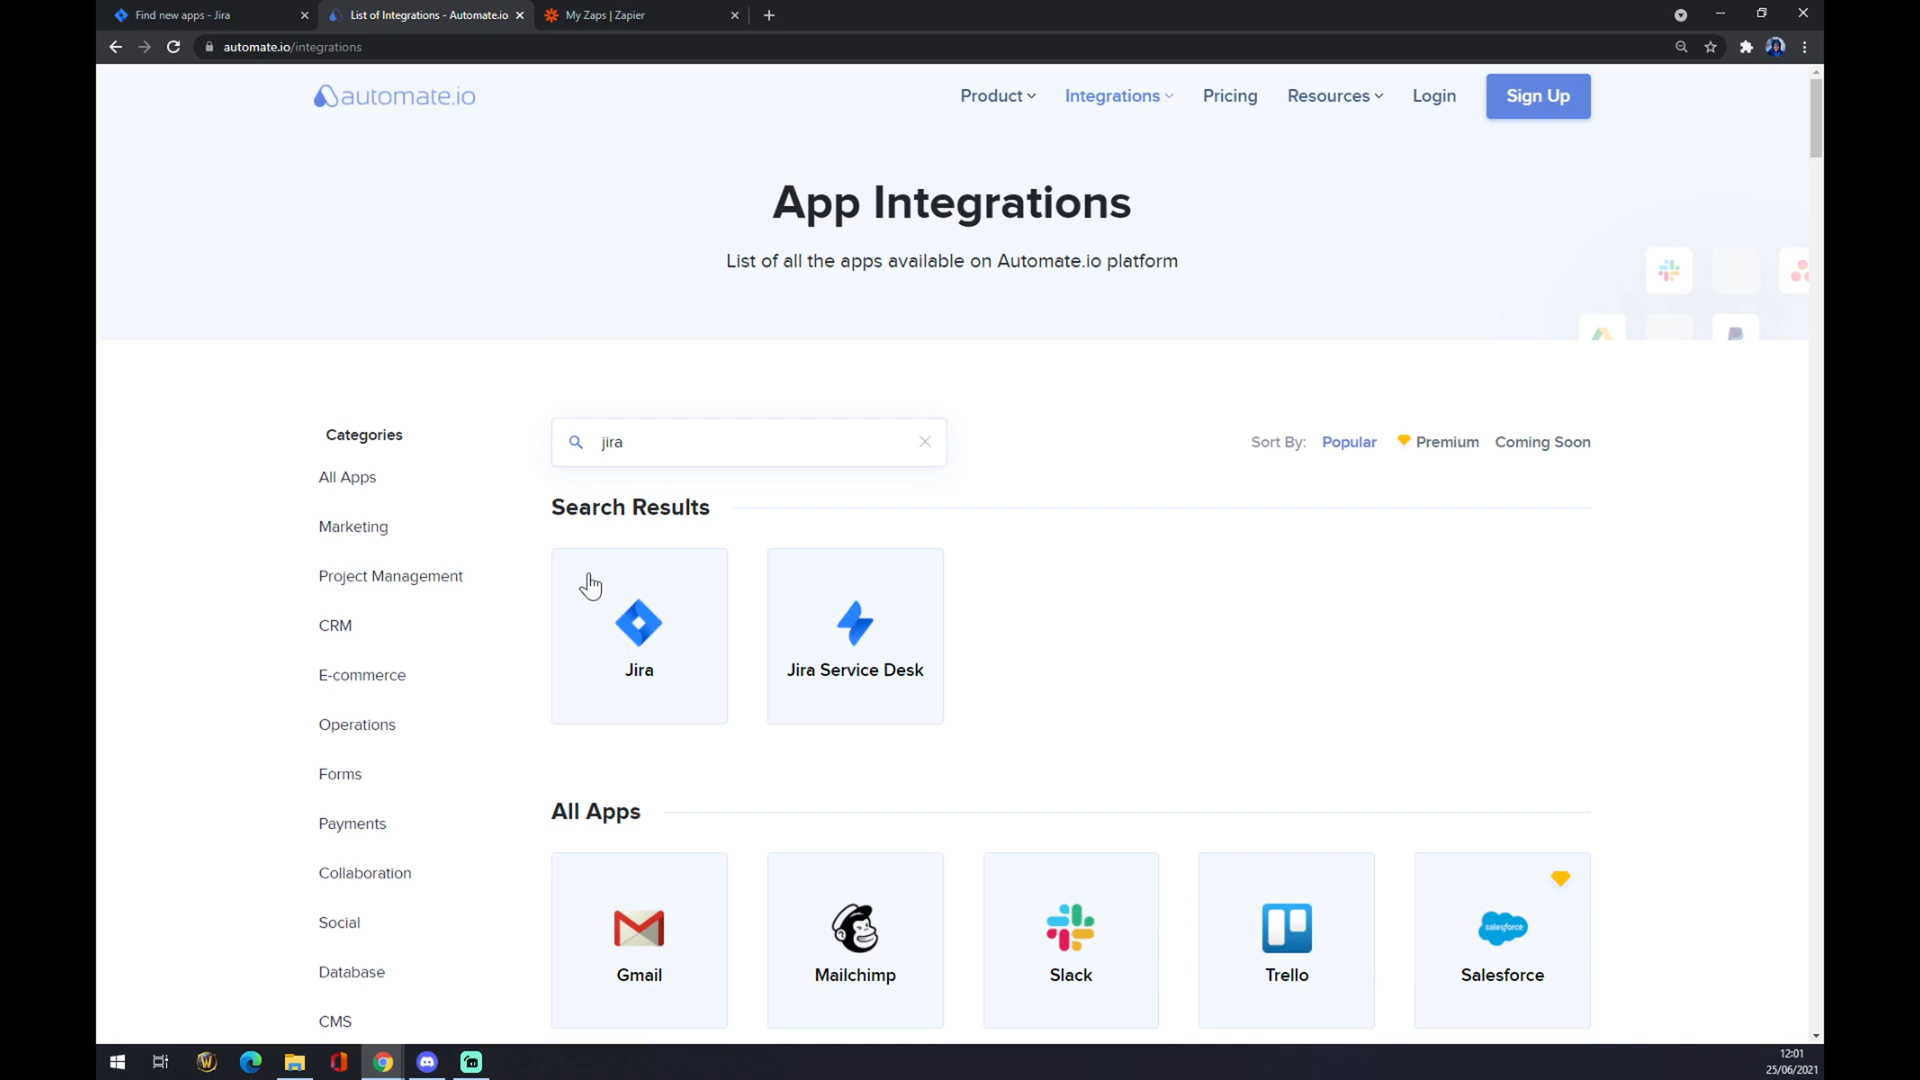 Find new apps - Jira
List of Integrations - Automate.io
My Zaps | Zapier
automate.io/integrations
automate.io
Product
Integrations
Pricing
Resources
Login
Sign Up
App Integrations
List of all the apps available on Automate.io platform
Categories
jira
Sort By:
Popular
Premium
Coming Soon
All Apps
Marketing
Project Management
CRM
E-commerce
Operations
Forms
Payments
Collaboration
Social
Database
CMS
Search Results
Jira
Jira Service Desk
All Apps
Gmail
Mailchimp
Slack
Trello
salesforce
Salesforce
12:01
25/06/2021